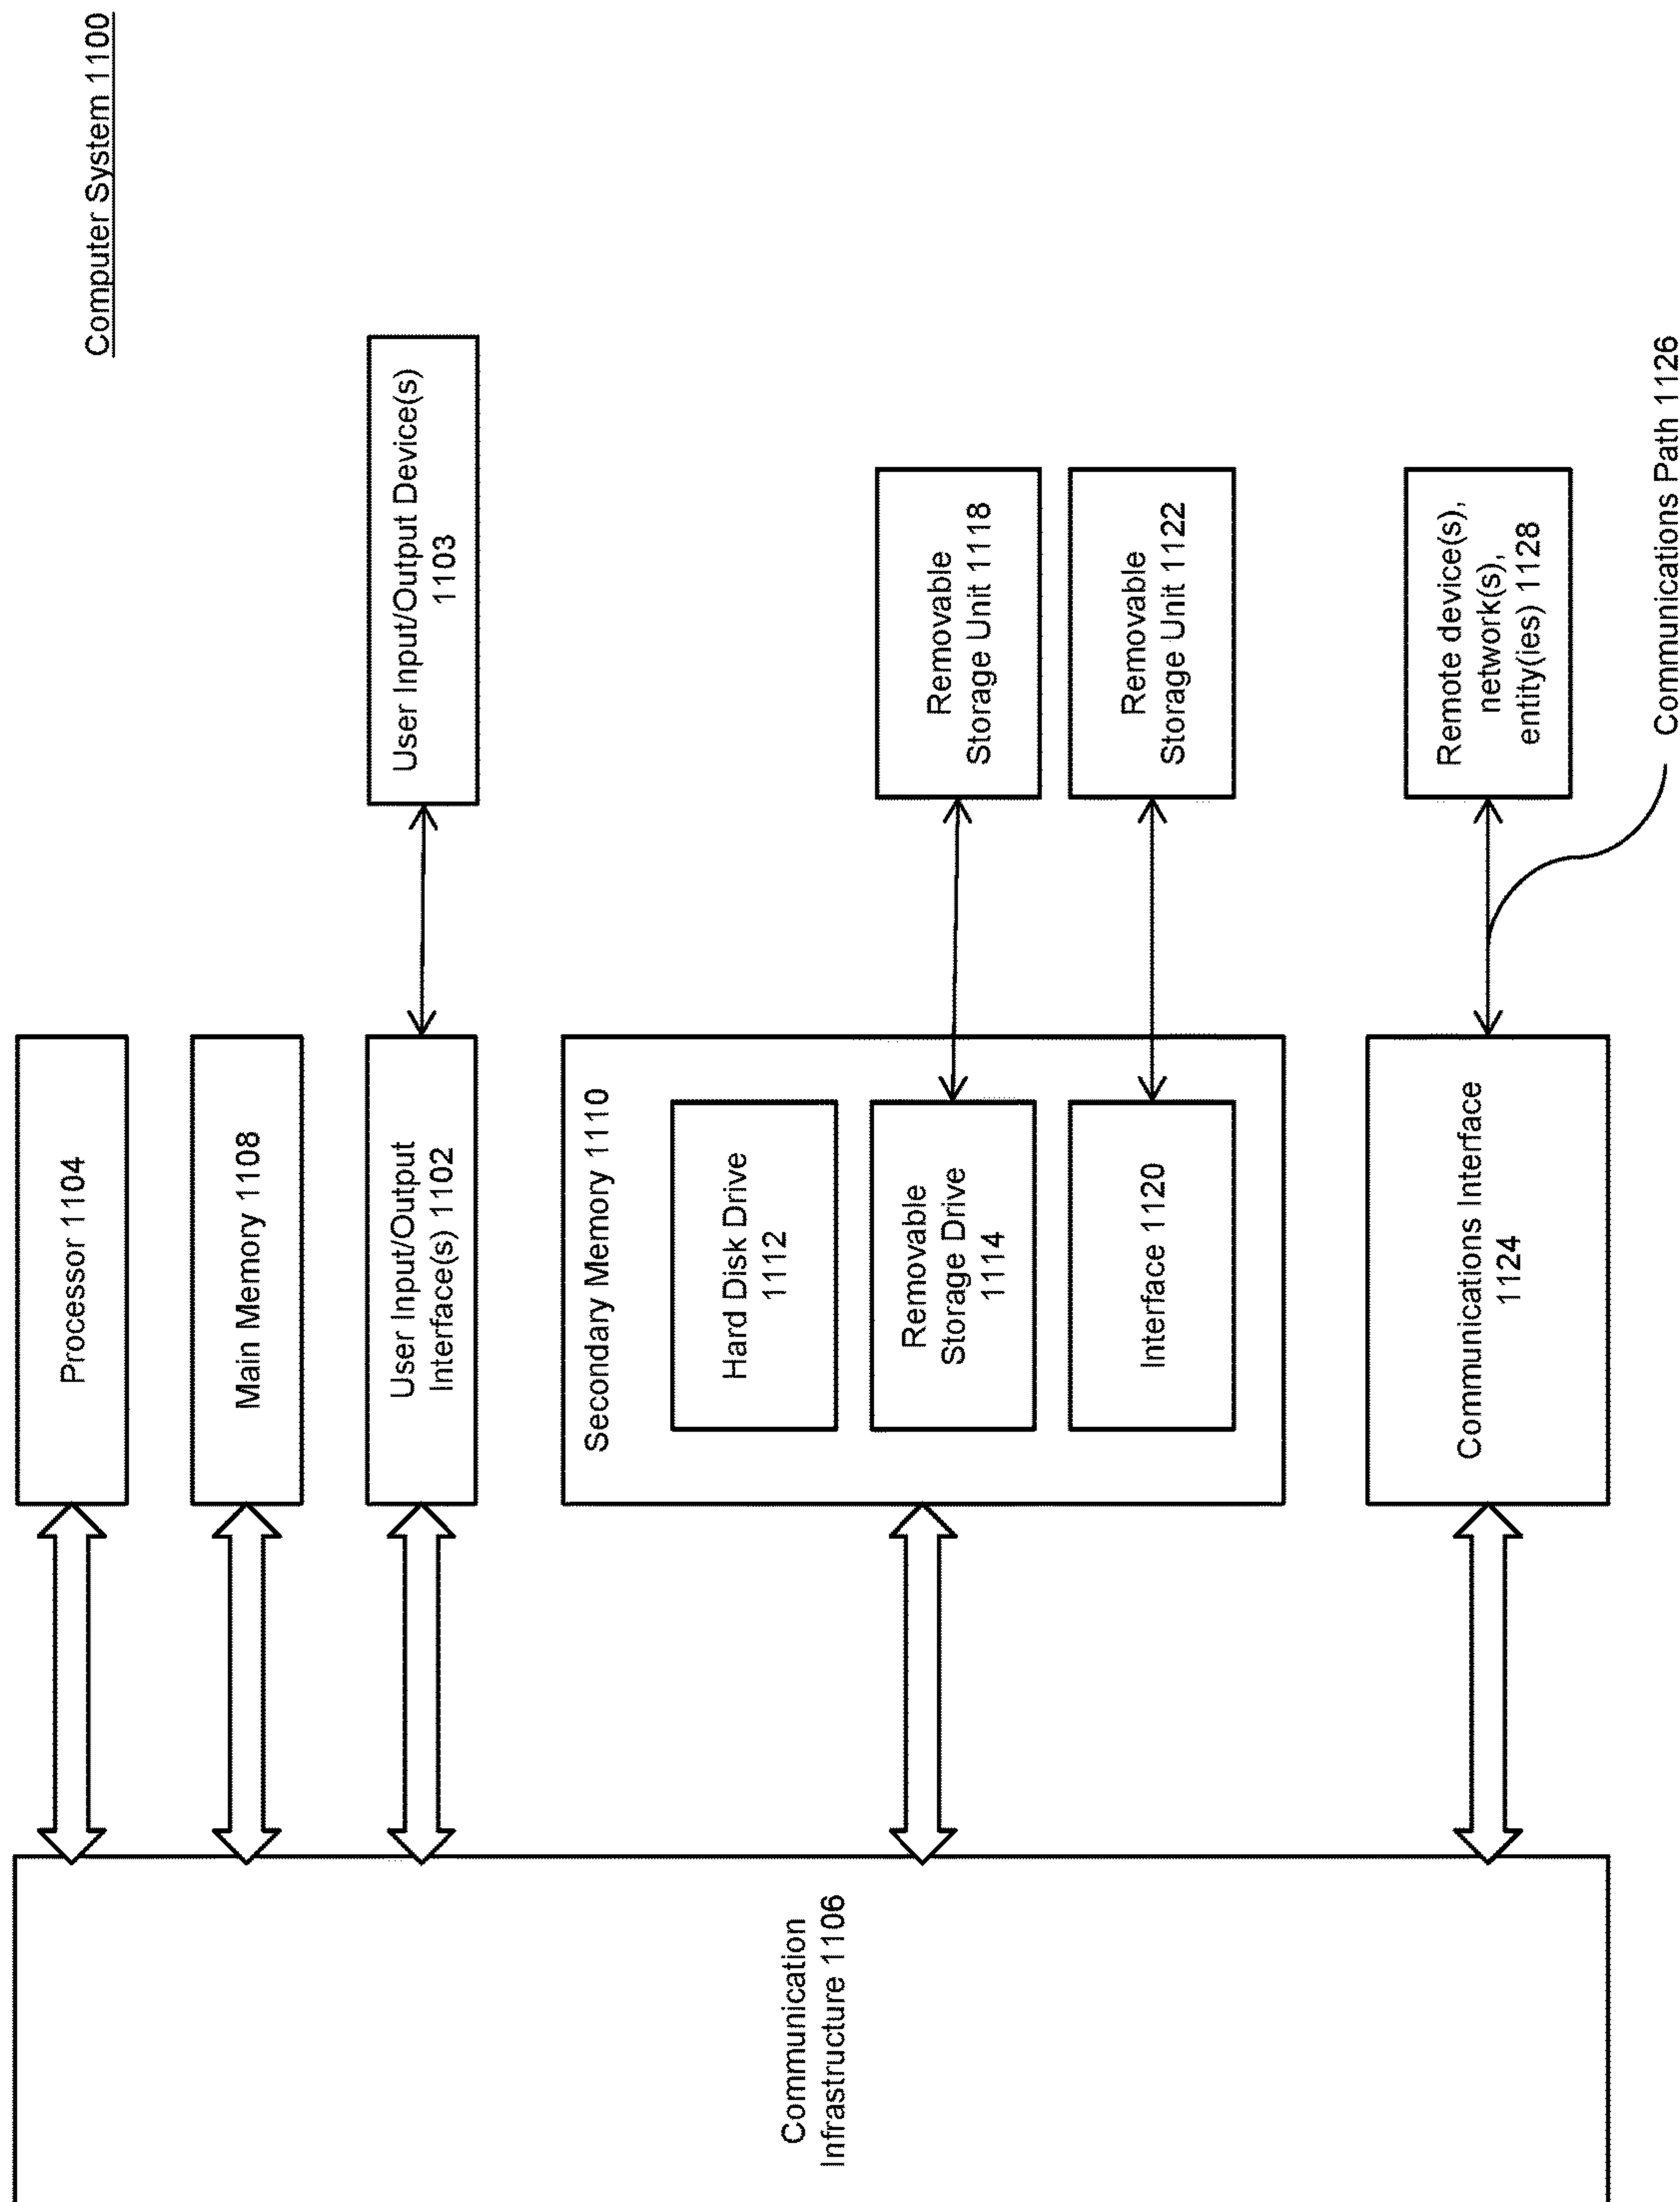 Computer System 1100
Processor 1104
Main Memory 1108
User Input/Output
Interface(s) 1102
User Input/Output Device(s)
1103
Secondary Memory 1110
Hard Disk Drive
1112
Removable
Storage Drive
1114
Removable
Storage Unit 1118
Interface 1120
Removable
Storage Unit 1122
Communications Interface
1124
Remote device(s),
network(s),
entity(ies) 1128
Communications Path 1126
Communication
Infrastructure 1106